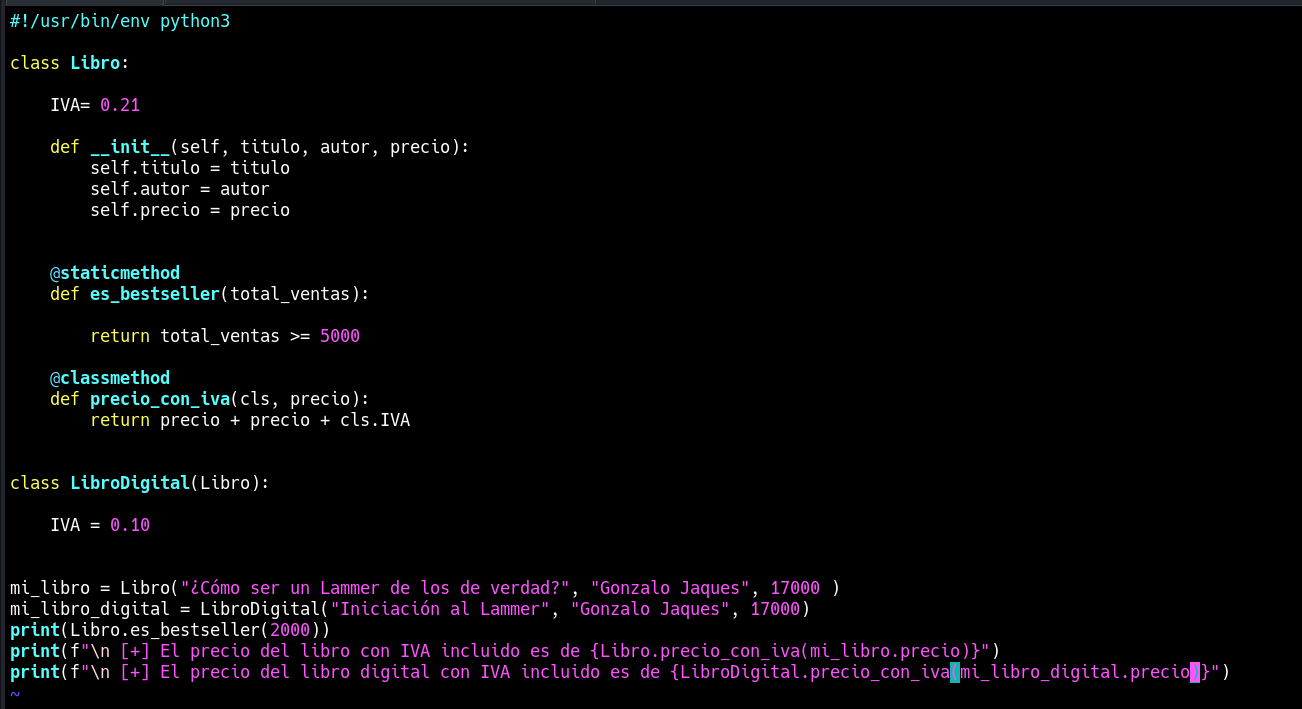 #!/usr/bin/env python3
class Libro:
    IVA= 0.21
    def __init__(self, titulo, autor, precio):
        self.titulo = titulo
        self.autor = autor
        self.precio = precio
    @staticmethod
    def es_bestseller(total_ventas):
        return total_ventas >= 5000
    @classmethod
    def precio_con_iva(cls, precio):
        return precio + precio + cls.IVA
class LibroDigital(Libro):
    IVA = 0.10
mi_libro = Libro("¿Cómo ser un Lammer de los de verdad?", "Gonzalo Jaques", 17000 )
mi_libro_digital = LibroDigital("Iniciación al Lammer", "Gonzalo Jaques", 17000)
print(Libro.es_bestseller(2000))
print(f"\n [+] El precio del libro con IVA incluido es de {Libro.precio_con_iva(mi_libro.precio)}")
print(f"\n [+] El precio del libro digital con IVA incluido es de {LibroDigital.precio_con_iva(mi_libro_digital.precio)}")
~